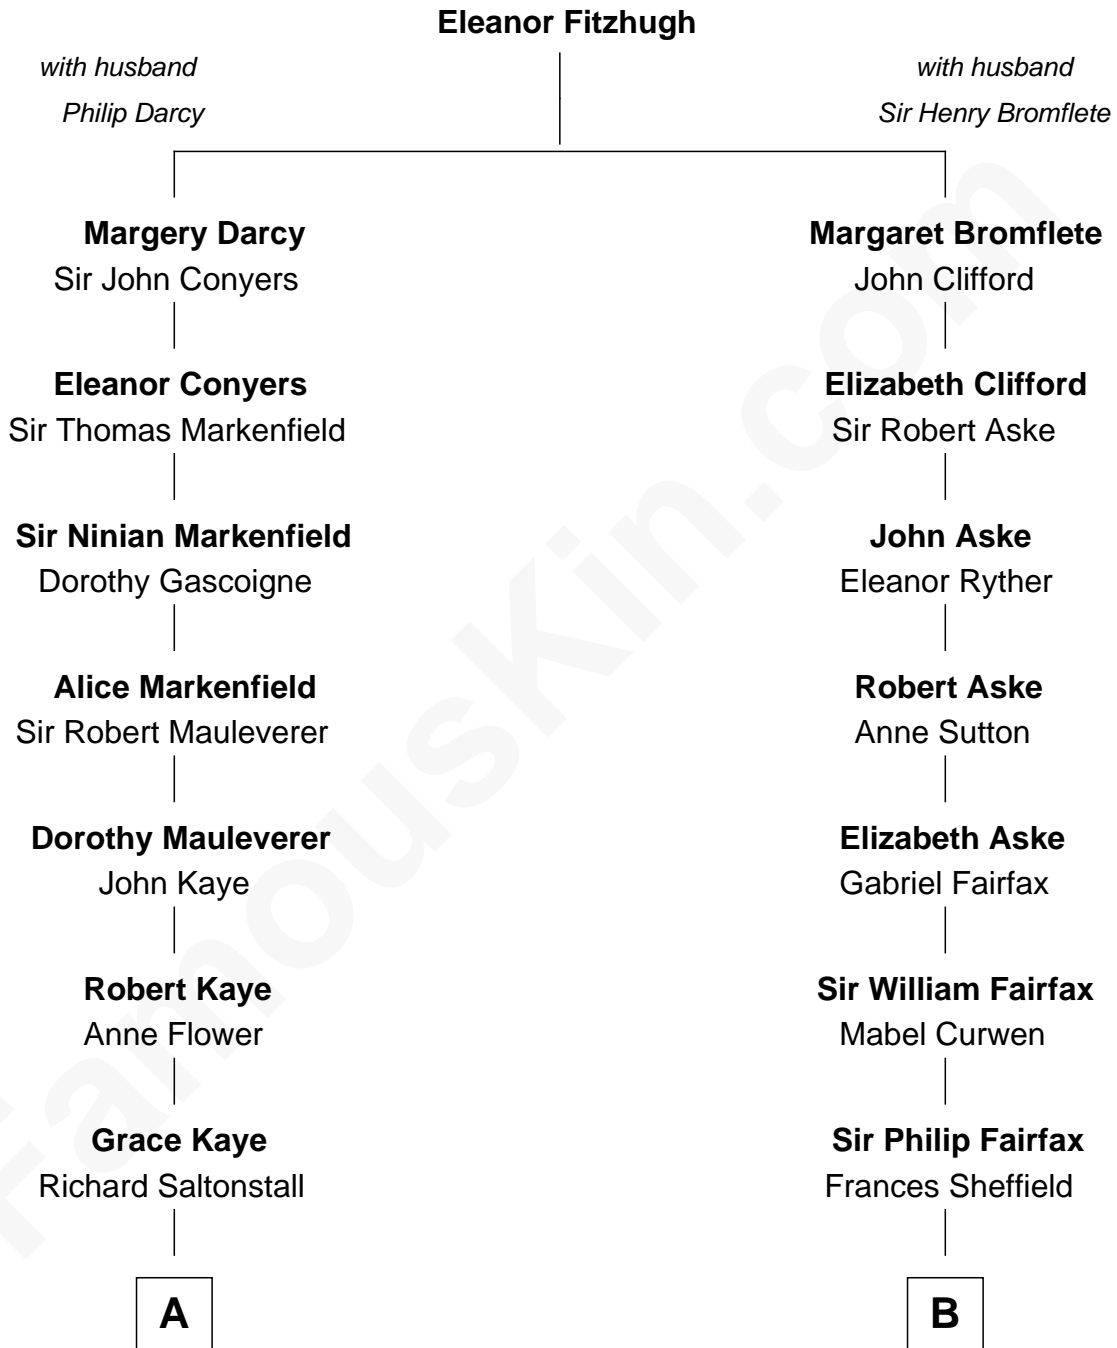 Eleanor Fitzhugh
with husband
Philip Darcy
with husband
Sir Henry Bromflete
Margery Darcy
Sir John Conyers
Margaret Bromflete
John Clifford
Eleanor Conyers
Sir Thomas Markenfield
Elizabeth Clifford
Sir Robert Aske
Sir Ninian Markenfield
Dorothy Gascoigne
John Aske
Eleanor Ryther
Alice Markenfield
Sir Robert Mauleverer
Robert Aske
Anne Sutton
Dorothy Mauleverer
John Kaye
Elizabeth Aske
Gabriel Fairfax
Robert Kaye
Anne Flower
Sir William Fairfax
Mabel Curwen
Grace Kaye
Richard Saltonstall
Sir Philip Fairfax
Frances Sheffield
A
B
FamousKin.com